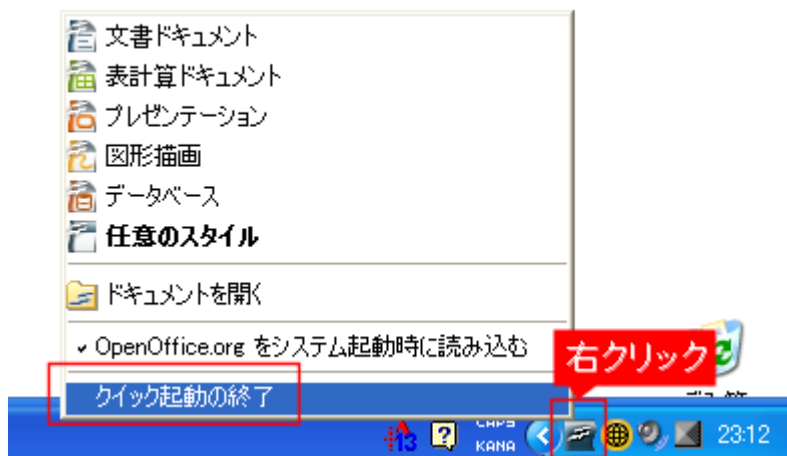 文書ドキュメント
表計算ドキュメント
プレゼンテーション
図形描画
データベース
任意のスタイル
ドキュメントを開く
OpenOffice.org をシステム起動時に読み込む
右クリック
クイック起動の終了
13
?
CAPS
KANA
23:12